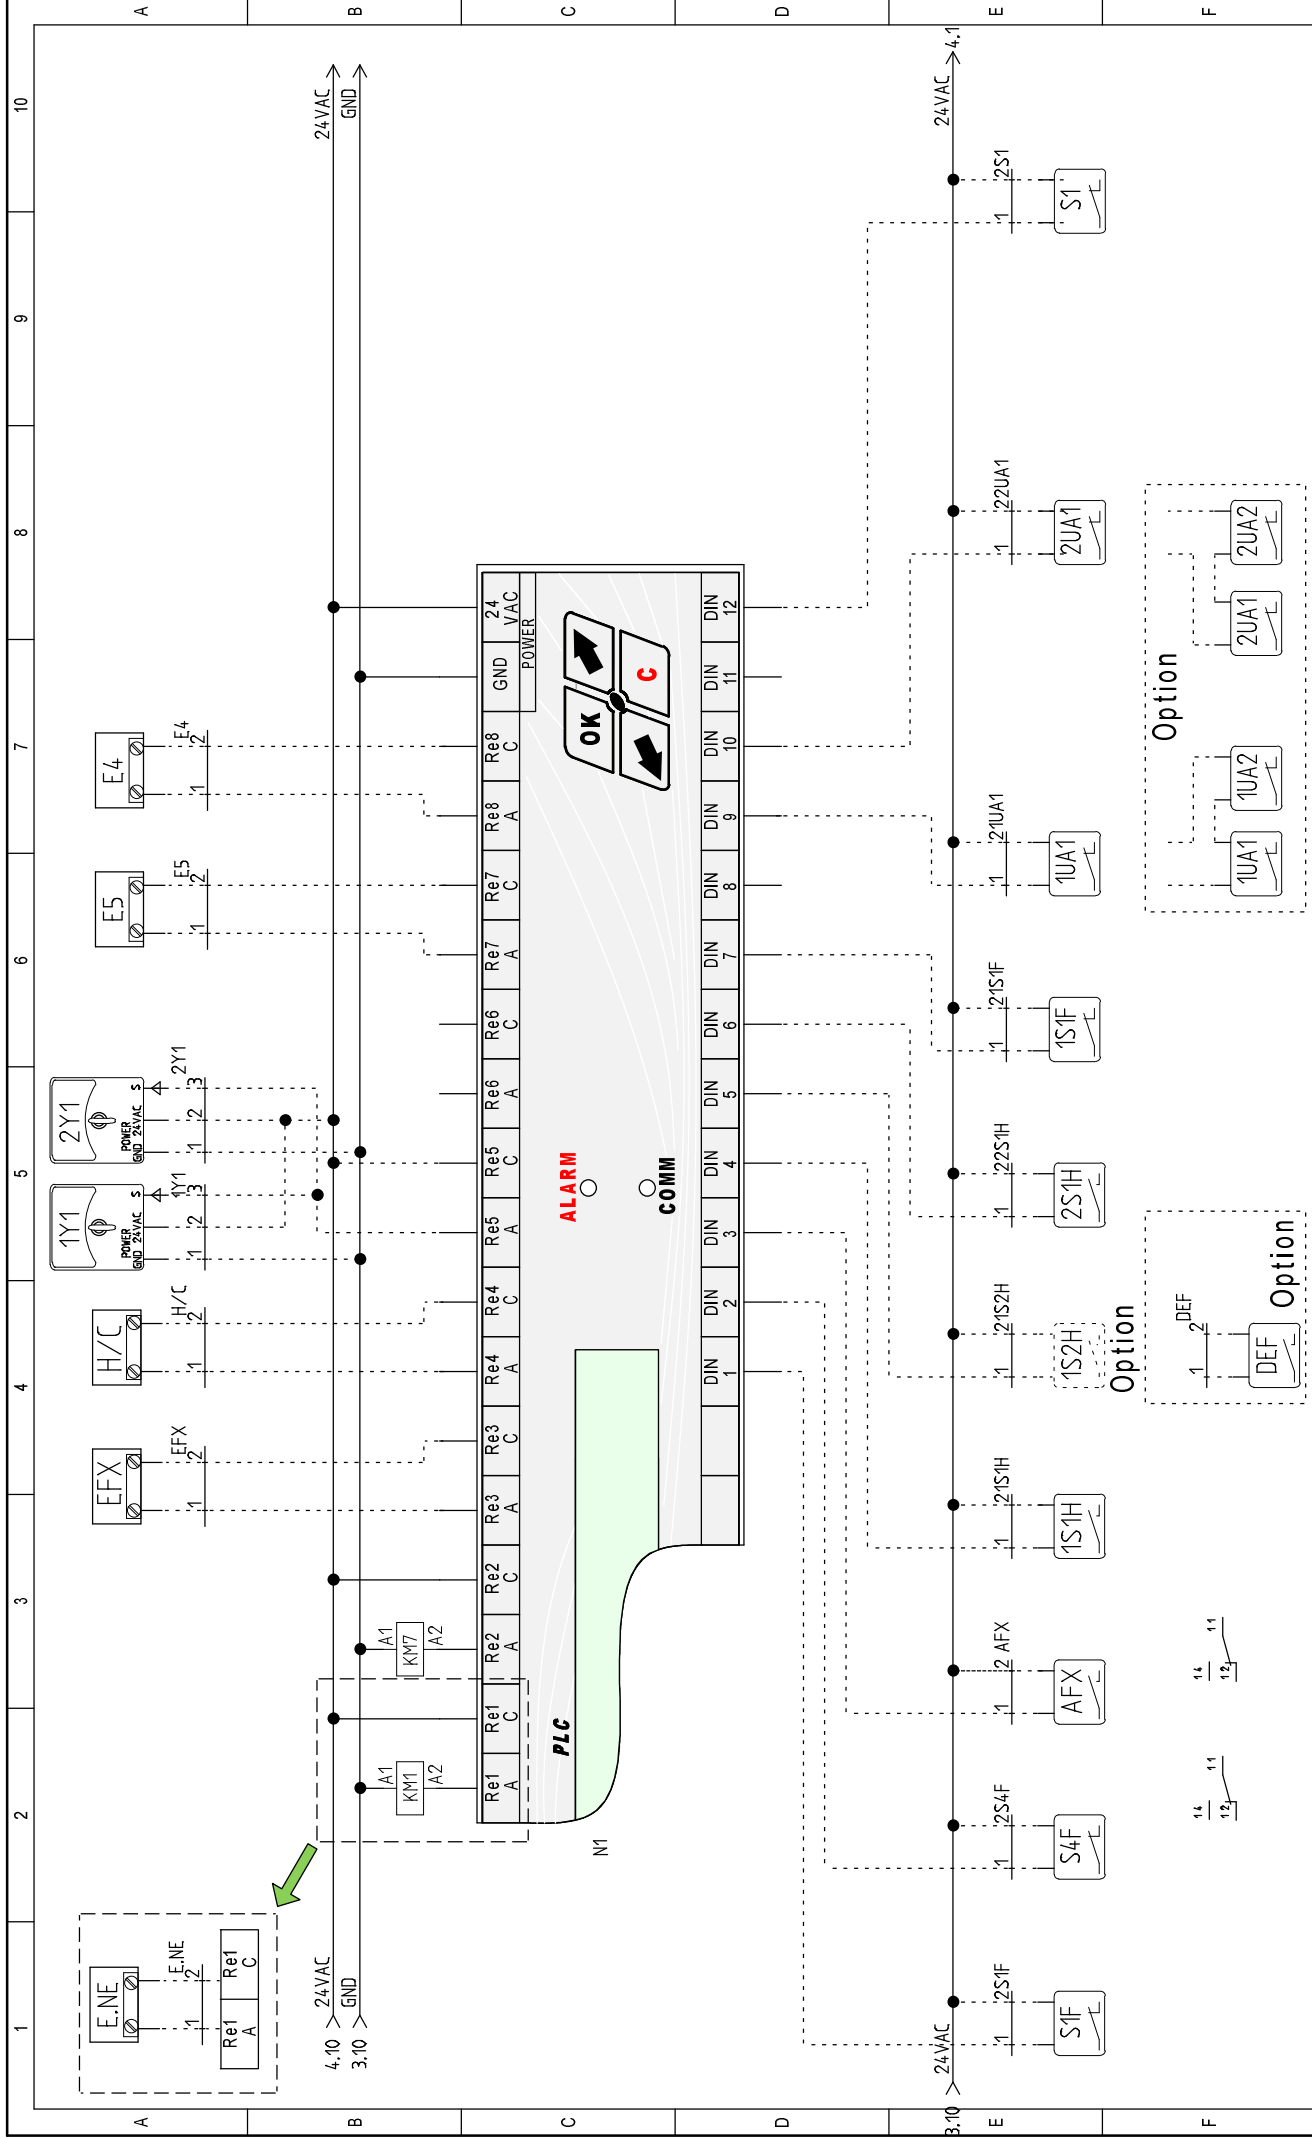 1 2 3 4 5 6 7 8 9 10
A
A
E.NE
E.NE
1 2
Re1 A
Re1 C
EFX
EFX
1 2
H/C
H/C
1 2
1Y1
POWER
GND 24VAC S
1Y1
1 2 3
2Y1
POWER
GND 24VAC S
2Y1
1 2 3
E5
E5
1 2
E4
E4
1 2
B
B
4.10 24VAC
24VAC
3.10 GND
GND
A1
KM1
A2
A1
KM7
A2
C
C
Re1 A
Re1 C
Re2 A
Re2 C
Re3 A
Re3 C
Re4 A
Re4 C
Re5 A
Re5 C
Re6 A
Re6 C
Re7 A
Re7 C
Re8 A
Re8 C
GND
24 VAC
POWER
PLC
ALARM
COMM
OK
C
N1
DIN 1
DIN 2
DIN 3
DIN 4
DIN 5
DIN 6
DIN 7
DIN 8
DIN 9
DIN 10
DIN 11
DIN 12
D
D
3.10 24VAC
24VAC 4.1
E
E
1 2S1F
S1F
1 2S4F
S4F
1 2 AFX
AFX
1 21S1H
1S1H
1 21S2H
1S2H
Option
1 22S1H
2S1H
1 21S1F
1S1F
1 21UA1
1UA1
1 22UA1
2UA1
1 2S1
S1
F
F
14
12 11
14
12 11
DEF
1 2
DEF
Option
Option
1UA1
1UA2
2UA1
2UA2